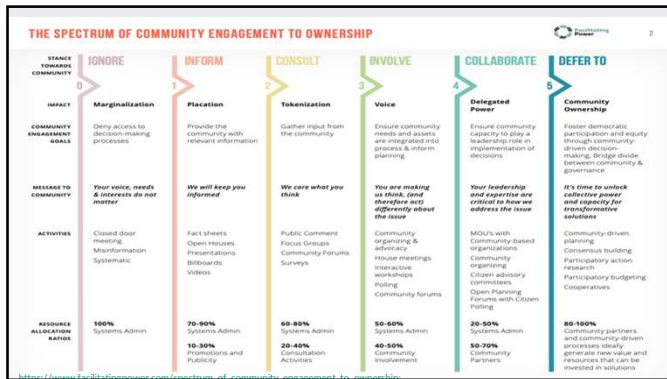 THE SPECTRUM OF COMMUNITY ENGAGEMENT TO OWNERSHIP
Facilitating
Power
2
STANCE
TOWARDS
COMMUNITY
IGNORE
INFORM
CONSULT
INVOLVE
COLLABORATE
DEFER TO
0
1
2
3
4
5
IMPACT
Marginalization
Placation
Tokenization
Voice
Delegated
Power
Community
Ownership
COMMUNITY
ENGAGEMENT
GOALS
Deny access to
decision-making
processes
Provide the
community with
relevant information
Gather input from
the community
Ensure community
needs and assets
are integrated into
process & inform
planning
Ensure community
capacity to play a
leadership role in
implementation of
decisions
Foster democratic
participation and equity
through community-
driven decision-
making; Bridge divide
between community &
governance
MESSAGE TO
COMMUNITY
Your voice, needs
& interests do not
matter
We will keep you
informed
We care what you
think
You are making
us think, (and
therefore act)
differently about
the issue
Your leadership
and expertise are
critical to how we
address the issue
It's time to unlock
collective power
and capacity for
transformative
solutions
ACTIVITIES
Closed door
meeting
Misinformation
Systematic
Fact sheets
Open Houses
Presentations
Billboards
Videos
Public Comment
Focus Groups
Community Forums
Surveys
Community
organizing &
advocacy
House meetings
Interactive
workshops
Polling
Community forums
MOU's with
Community-based
organizations
Community
organizing
Citizen advisory
committees
Open Planning
Forums with Citizen
Polling
Community-driven
planning
Consensus building
Participatory action
research
Participatory budgeting
Cooperatives
RESOURCE
ALLOCATION
RATIOS
100%
Systems Admin
70-90%
Systems Admin
10-30%
Promotions and
Publicity
60-80%
Systems Admin
20-40%
Consultation
Activities
50-60%
Systems Admin
40-50%
Community
Involvement
20-50%
Systems Admin
50-70%
Community
Partners
80-100%
Community partners
and community-driven
processes ideally
generate new value and
resources that can be
invested in solutions
https://www.facilitatingpower.com/spectrum_of_community_engagement_to_ownership;